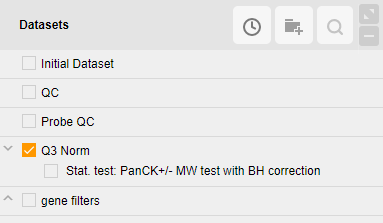 Datasets
Initial Dataset
QC
Probe QC
Q3 Norm
Stat. test: PanCK+/- MW test with BH correction
gene filters